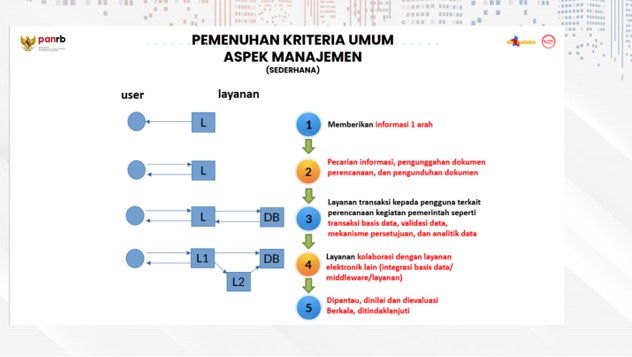 panrb
PEMENUHAN KRITERIA UMUM
ASPEK MANAJEMEN
(SEDERHANA)
user
layanan
L
1
Memberikan informasi 1 arah
L
2
Pecarian informasi, pengunggahan dokumen
perencanaan, dan pengunduhan dokumen
L
DB
3
Layanan transaksi kepada pengguna terkait
perencanaan kegiatan pemerintah seperti
transaksi basis data, validasi data,
mekanisme persetujuan, dan analitik data
L1
DB
L2
4
Layanan kolaborasi dengan layanan
elektronik lain (integrasi basis data/
middleware/layanan)
5
Dipantau, dinilai dan dievaluasi
Berkala, ditindaklanjuti